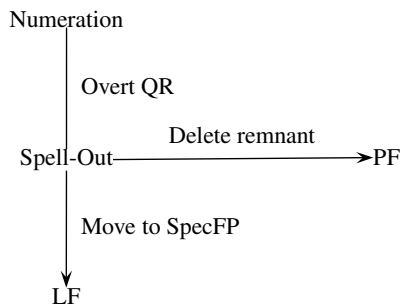 Numeration
Overt QR
Delete remnant
Spell-Out
PF
Move to SpecFP
LF